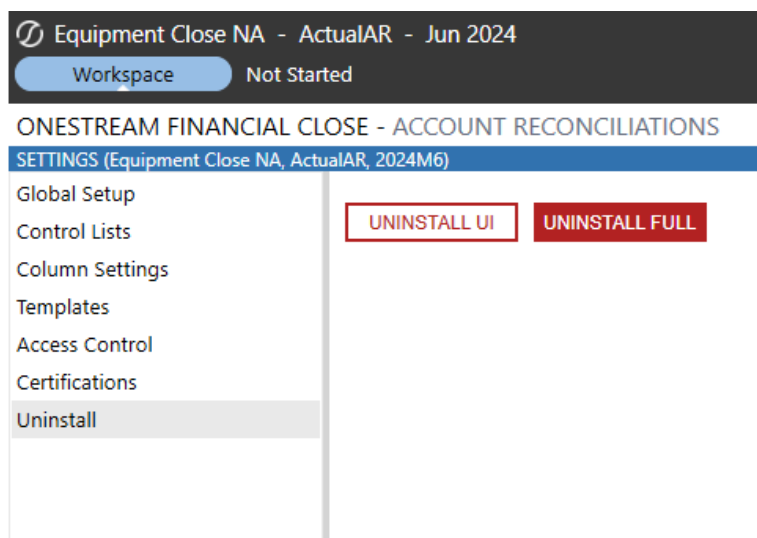 Equipment Close NA - ActualAR - Jun 2024
Workspace Not Started
ONESTREAM FINANCIAL CLOSE - ACCOUNT RECONCILIATIONS
SETTINGS (Equipment Close NA, ActualAR, 2024M6)
Global Setup
Control Lists
Column Settings
Templates
Access Control
Certifications
Uninstall
UNINSTALL UI UNINSTALL FULL